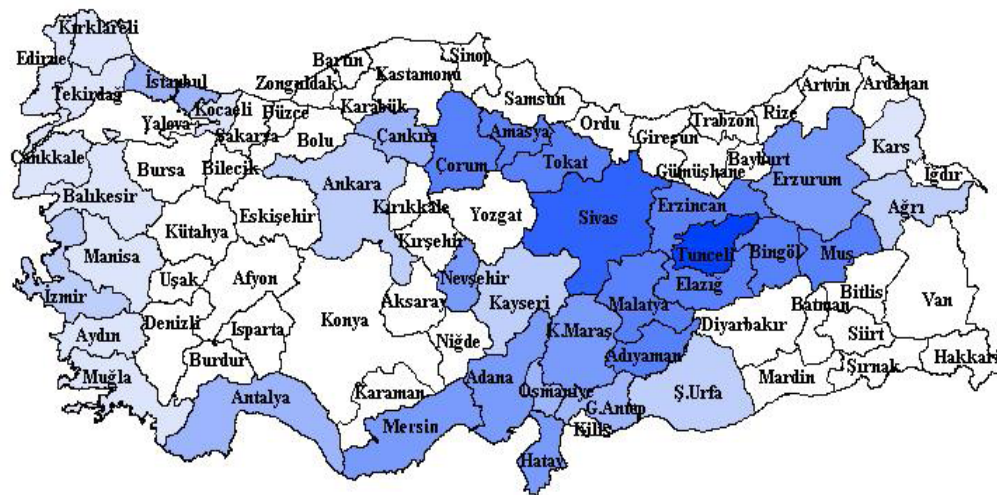 Kırklareli
Edirne
Tekirdağ
İstanbul
Kocaeli
Yalova
Sakarya
Düzce
Zonguldak
Bartın
Karabük
Kastamonu
Sinop
Samsun
Ordu
Gireşun
Trabzon
Rize
Artvin
Ardahan
Kars
Iğdır
Ağrı
Erzurum
Bayburt
Gümüşhane
Erzincan
Tokat
Amasya
Çorum
Çankırı
Bolu
Bilecik
Bursa
Çankkale
Balıkesir
Kütahya
Eskişehir
Ankara
Kırıkkale
Yozgat
Sivas
Tunceli
Bingöl
Muş
Bitlis
Van
Hakkari
Şırnak
Siirt
Batman
Diyarbakır
Mardin
Elazığ
Malatya
Adıyaman
Ş.Urfa
K.Maraş
G.Antep
Kilis
Osmaniye
Hatay
Adana
Kayseri
Nevşehir
Kırşehir
Aksaray
Niğde
Konya
Karaman
Mersin
Antalya
Isparta
Burdur
Afyon
Uşak
Denizli
Manisa
İzmir
Aydın
Muğla